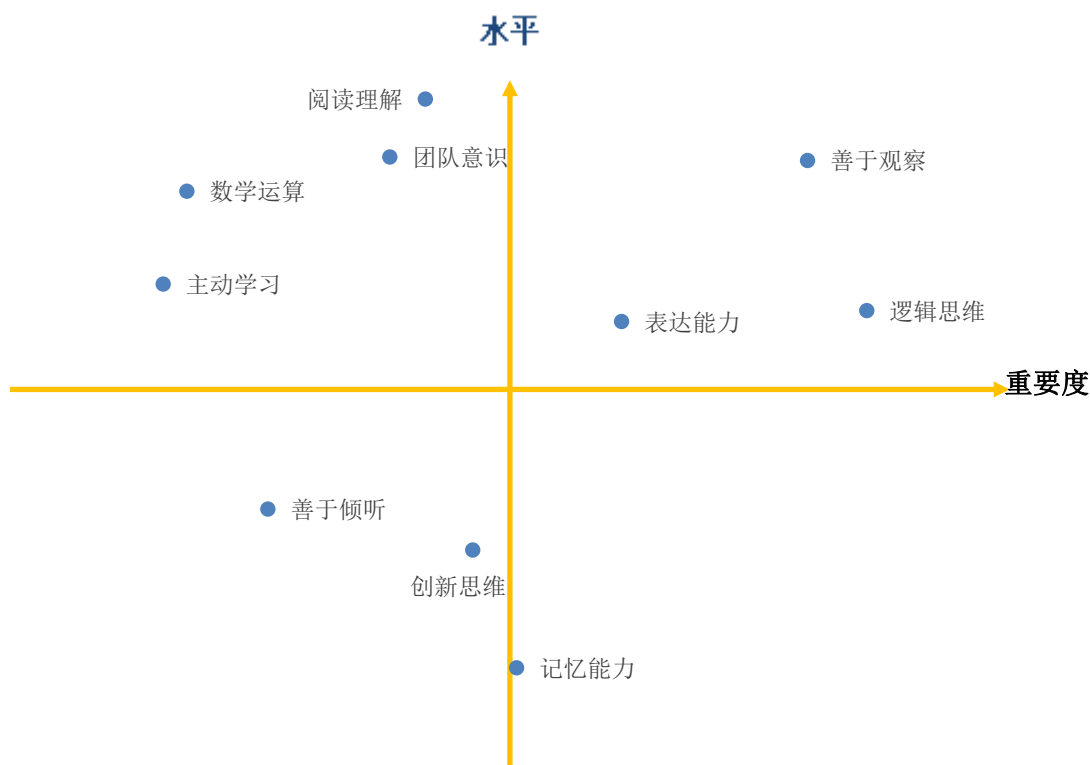 水平
阅读理解
团队意识
善于观察
数学运算
主动学习
表达能力
逻辑思维
重要度
善于倾听
创新思维
记忆能力